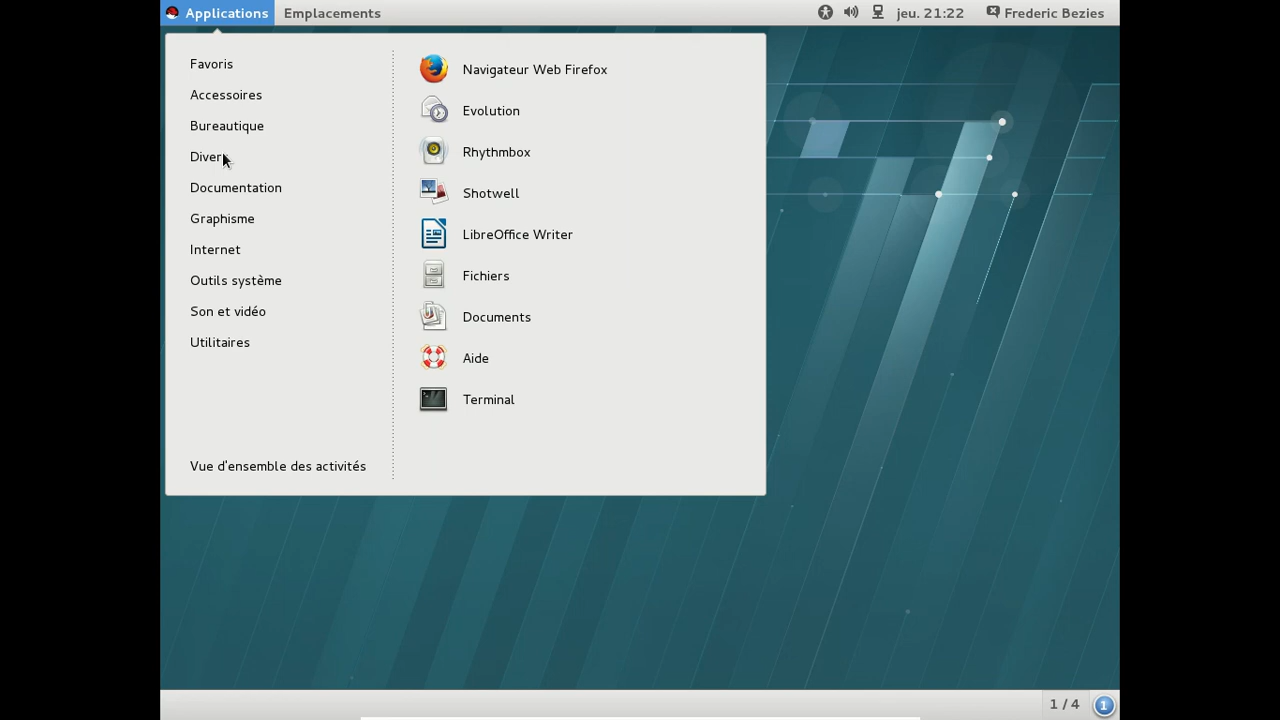 Applications Emplacements jeu. 21:22 Frederic Bezies
Favoris
Accessoires
Bureautique
Divers
Documentation
Graphisme
Internet
Outils système
Son et vidéo
Utilitaires
Vue d'ensemble des activités
Navigateur Web Firefox
Evolution
Rhythmbox
Shotwell
LibreOffice Writer
Fichiers
Documents
Aide
Terminal
1 / 4 1